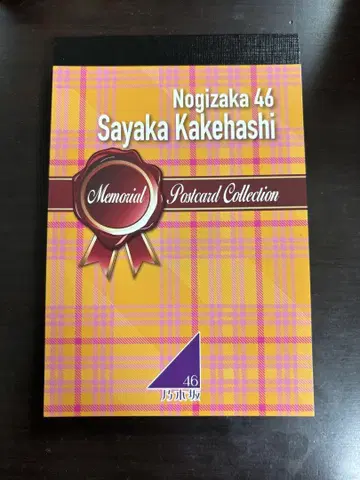 Nogizaka 46
Sayaka Kakehashi
Memorial Postcard Collection
46
乃木坂